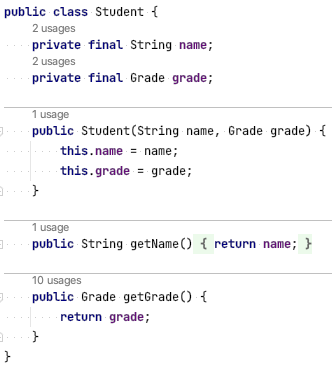 public class Student {
2 usages
private final String name;
2 usages
private final Grade grade;
1 usage
public Student(String name, Grade grade) {
this.name = name;
this.grade = grade;
}
1 usage
public String getName() { return name; }
10 usages
public Grade getGrade() {
return grade;
}
}